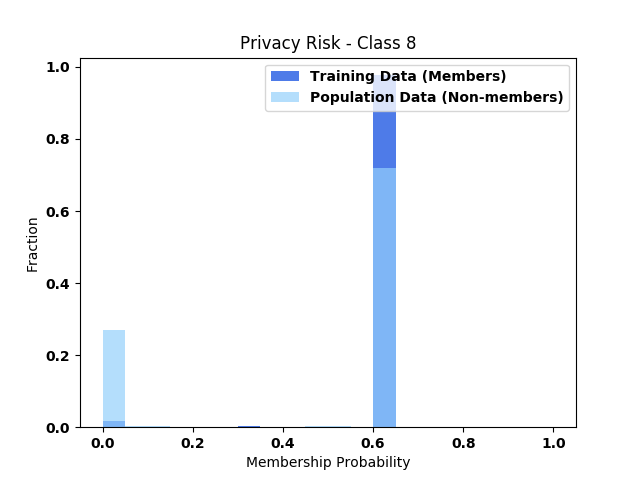 Privacy Risk - Class 8
Training Data (Members)
Population Data (Non-members)
1.0
0.8
0.6
0.4
0.2
0.0
Fraction
0.0 0.2 0.4 0.6 0.8 1.0
Membership Probability